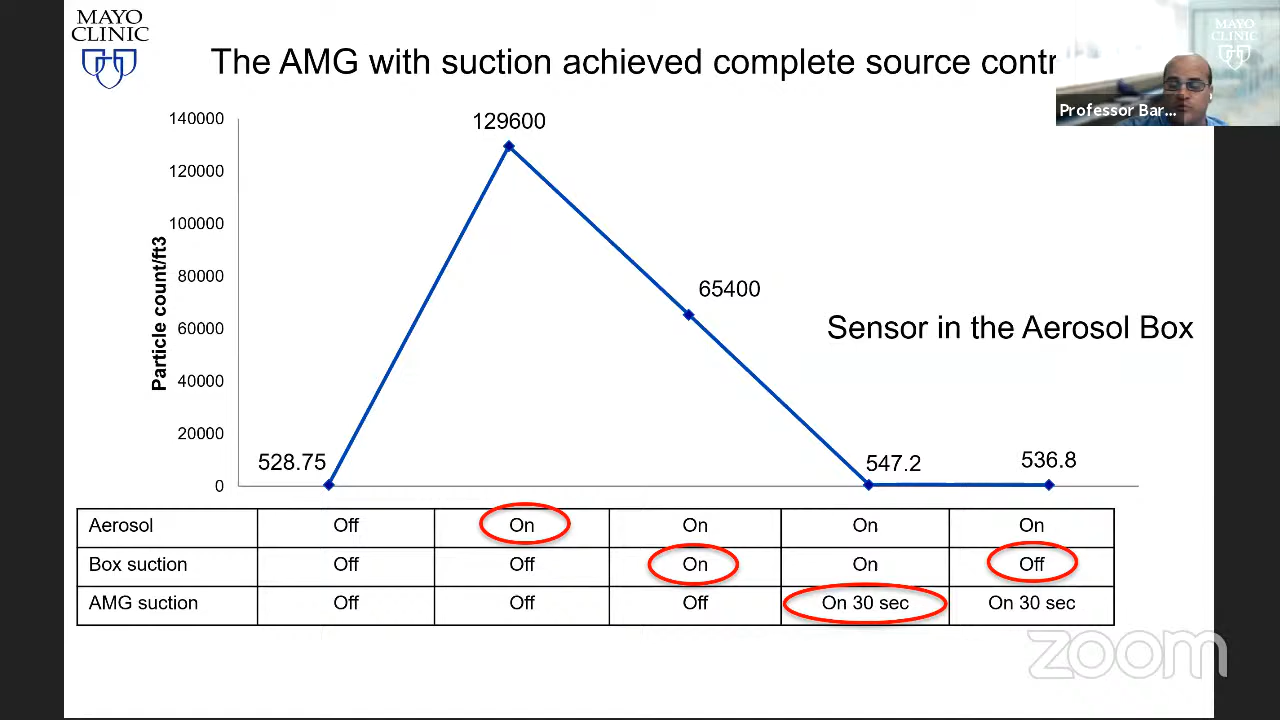 MAYO
CLINIC
The AMG with suction achieved complete source contr
MAYO
CLINIC
Professor Bar...
140000
120000
100000
80000
60000
40000
20000
0
Particle count/ft3
528.75
129600
65400
547.2
536.8
Sensor in the Aerosol Box
Aerosol Off On On On On
Box suction Off Off On On Off
AMG suction Off Off Off On 30 sec On 30 sec
zoom